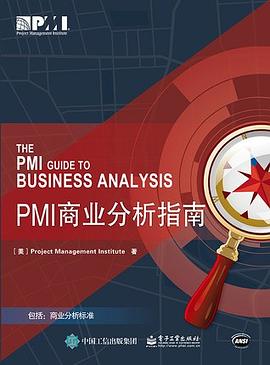 PMI
Project Management Institute
THE
PMI GUIDE TO
BUSINESS ANALYSIS
PMI商业分析指南
[美] Project Management Institute 著
包括：商业分析标准
中国工信出版集团
电子工业出版社
ANSI